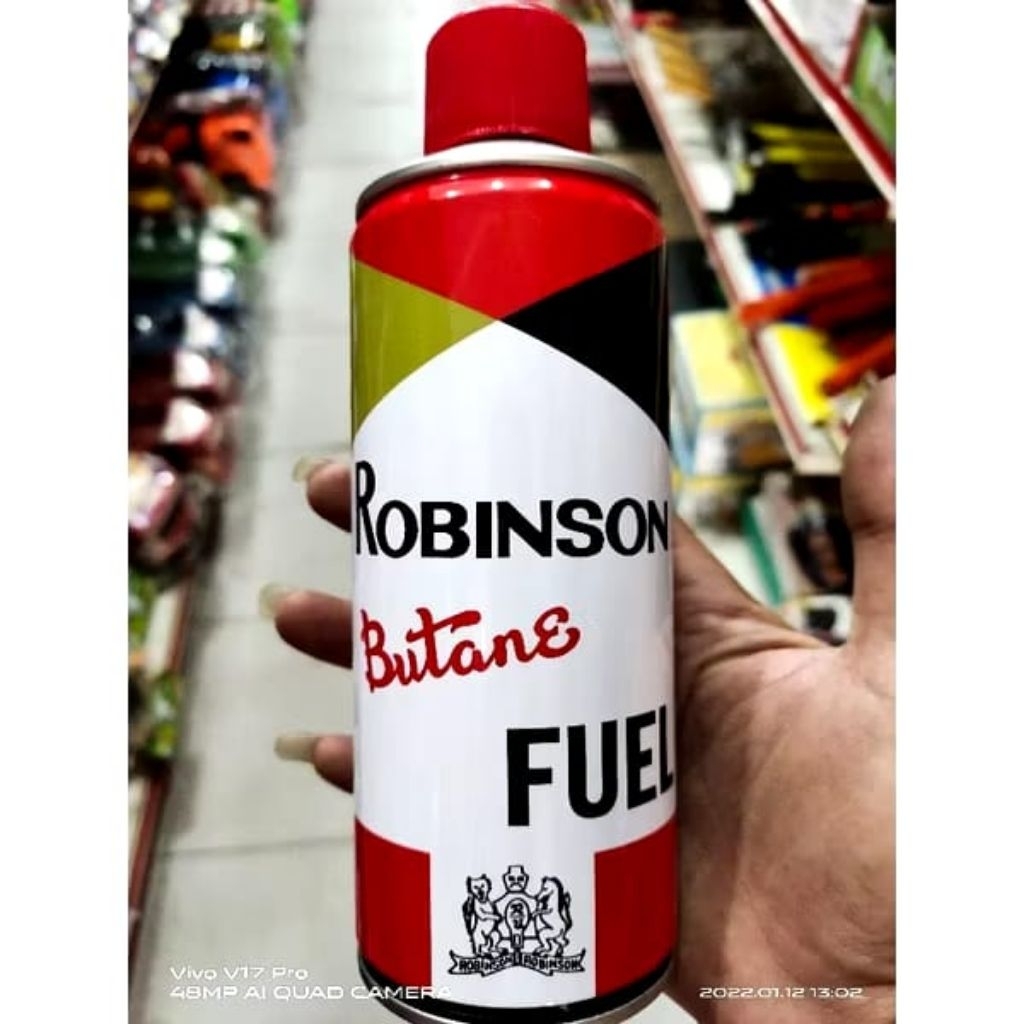 ROBINSON
Butane
FUEL
ROBINSON ROBINSON
Vivo V17 Pro
48MP AI QUAD CAMERA
2022.01.12 13:02